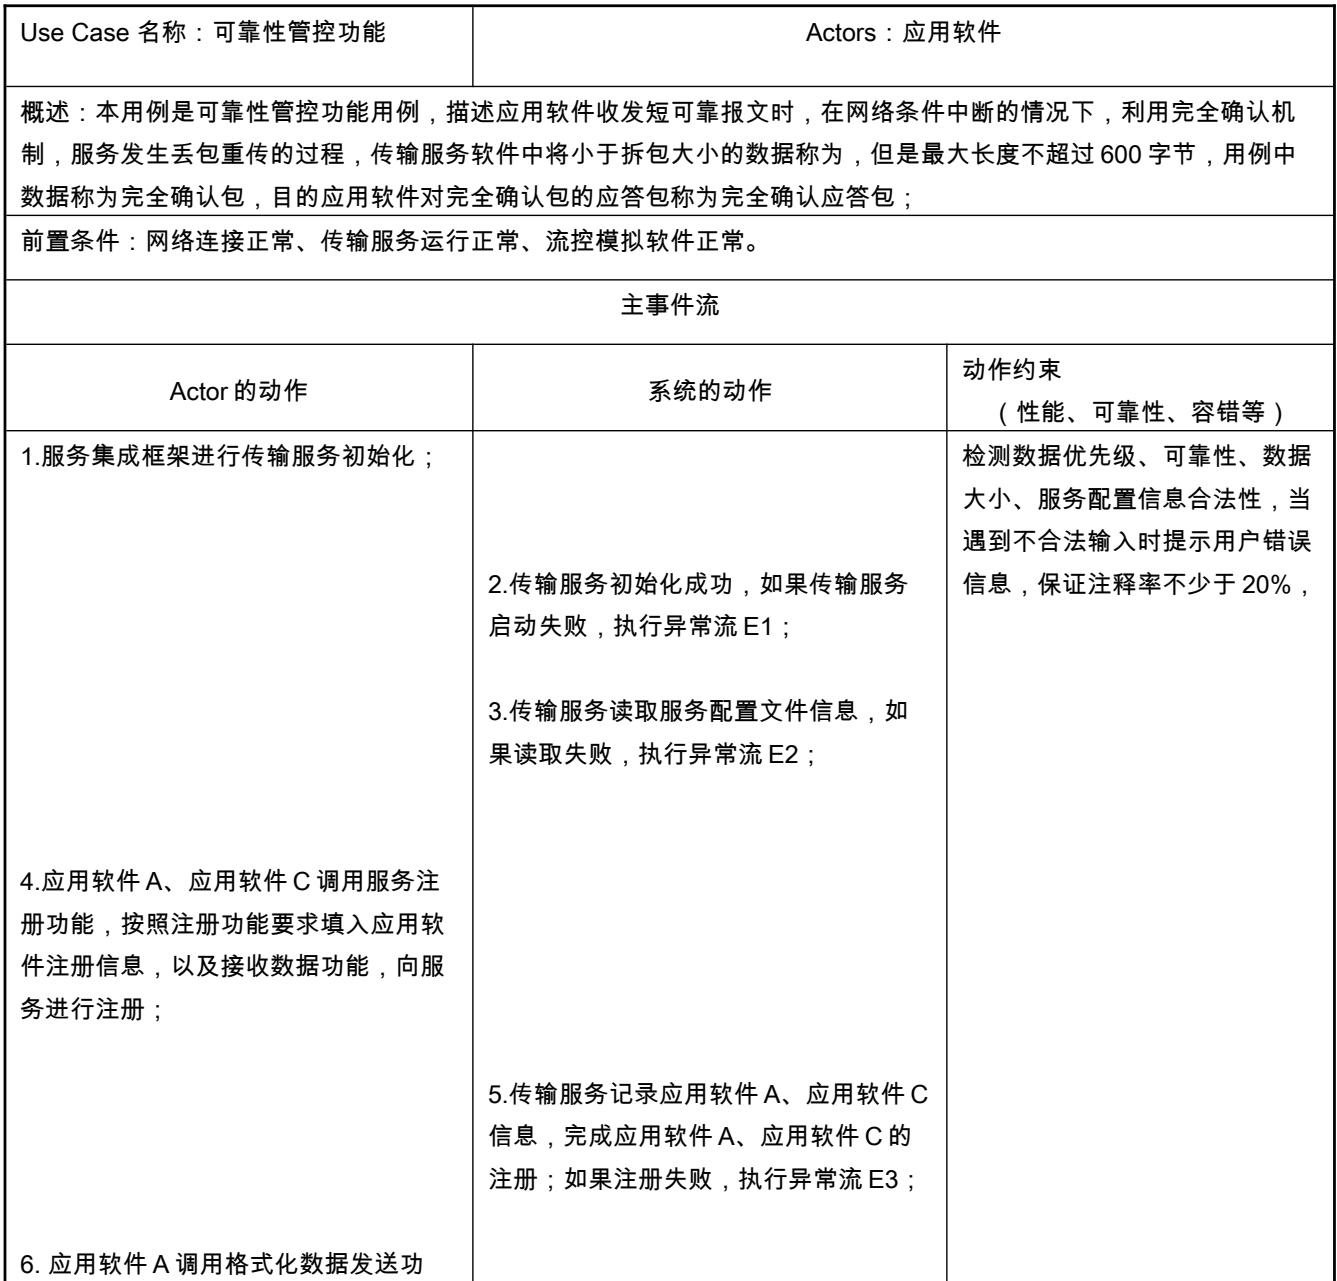 Use Case 名称：可靠性管控功能
Actors：应用软件
概述：本用例是可靠性管控功能用例，描述应用软件收发短可靠报文时，在网络条件中断的情况下，利用完全确认机
制，服务发生丢包重传的过程，传输服务软件中将小于拆包大小的数据称为，但是最大长度不超过 600 字节，用例中
数据称为完全确认包，目的应用软件对完全确认包的应答包称为完全确认应答包；
前置条件：网络连接正常、传输服务运行正常、流控模拟软件正常。
主事件流
Actor 的动作
系统的动作
动作约束
（性能、可靠性、容错等）
1.服务集成框架进行传输服务初始化；
检测数据优先级、可靠性、数据
大小、服务配置信息合法性，当
遇到不合法输入时提示用户错误
信息，保证注释率不少于 20%，
2.传输服务初始化成功，如果传输服务
启动失败，执行异常流 E1；
3.传输服务读取服务配置文件信息，如
果读取失败，执行异常流 E2；
4.应用软件 A、应用软件 C 调用服务注
册功能，按照注册功能要求填入应用软
件注册信息，以及接收数据功能，向服
务进行注册；
5.传输服务记录应用软件 A、应用软件 C
信息，完成应用软件 A、应用软件 C 的
注册；如果注册失败，执行异常流 E3；
6. 应用软件 A 调用格式化数据发送功